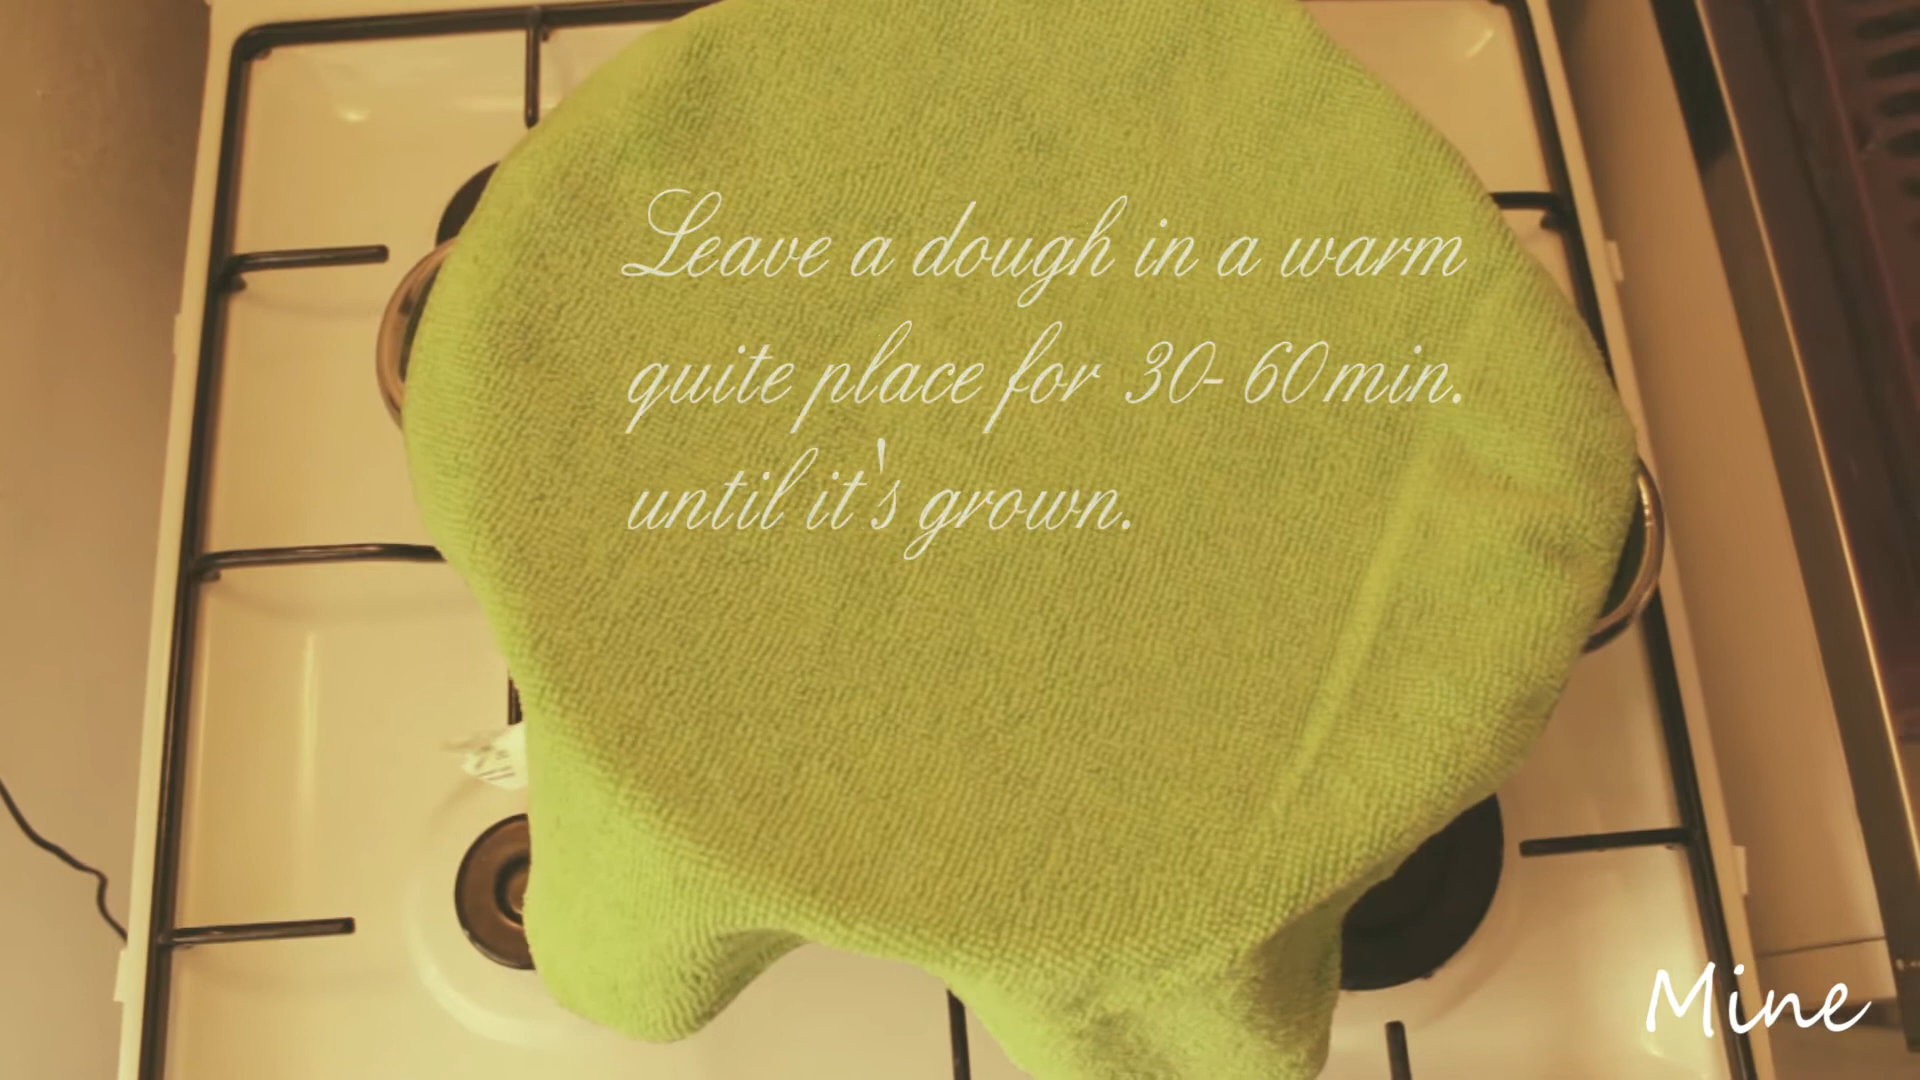 Leave a dough in a warm
quite place for 30-60min.
until it's grown.
Mine